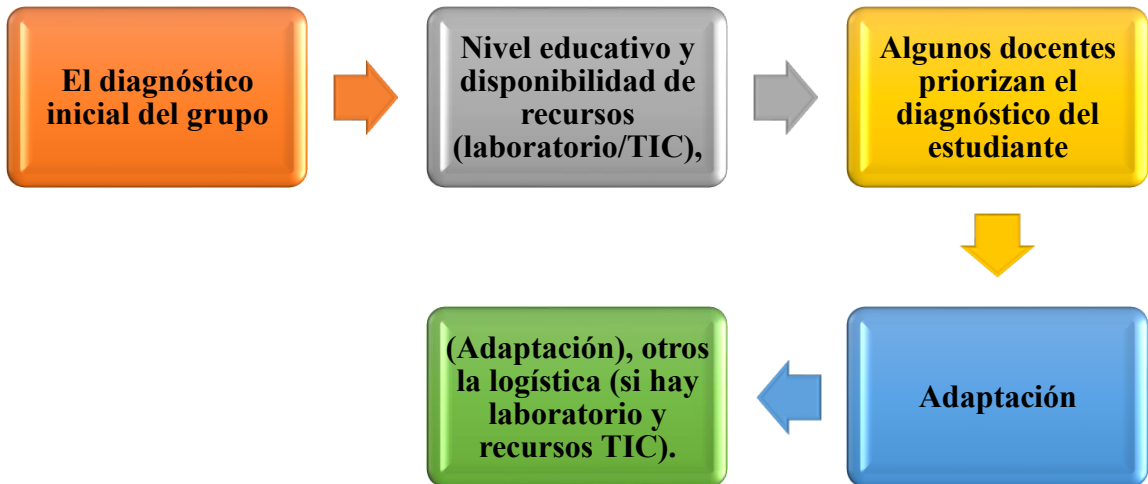 El diagnóstico
inicial del grupo
Nivel educativo y
disponibilidad de
recursos
(laboratorio/TIC),
Algunos docentes
priorizan el
diagnóstico del
estudiante
Adaptación
(Adaptación), otros
la logística (si hay
laboratorio y
recursos TIC).